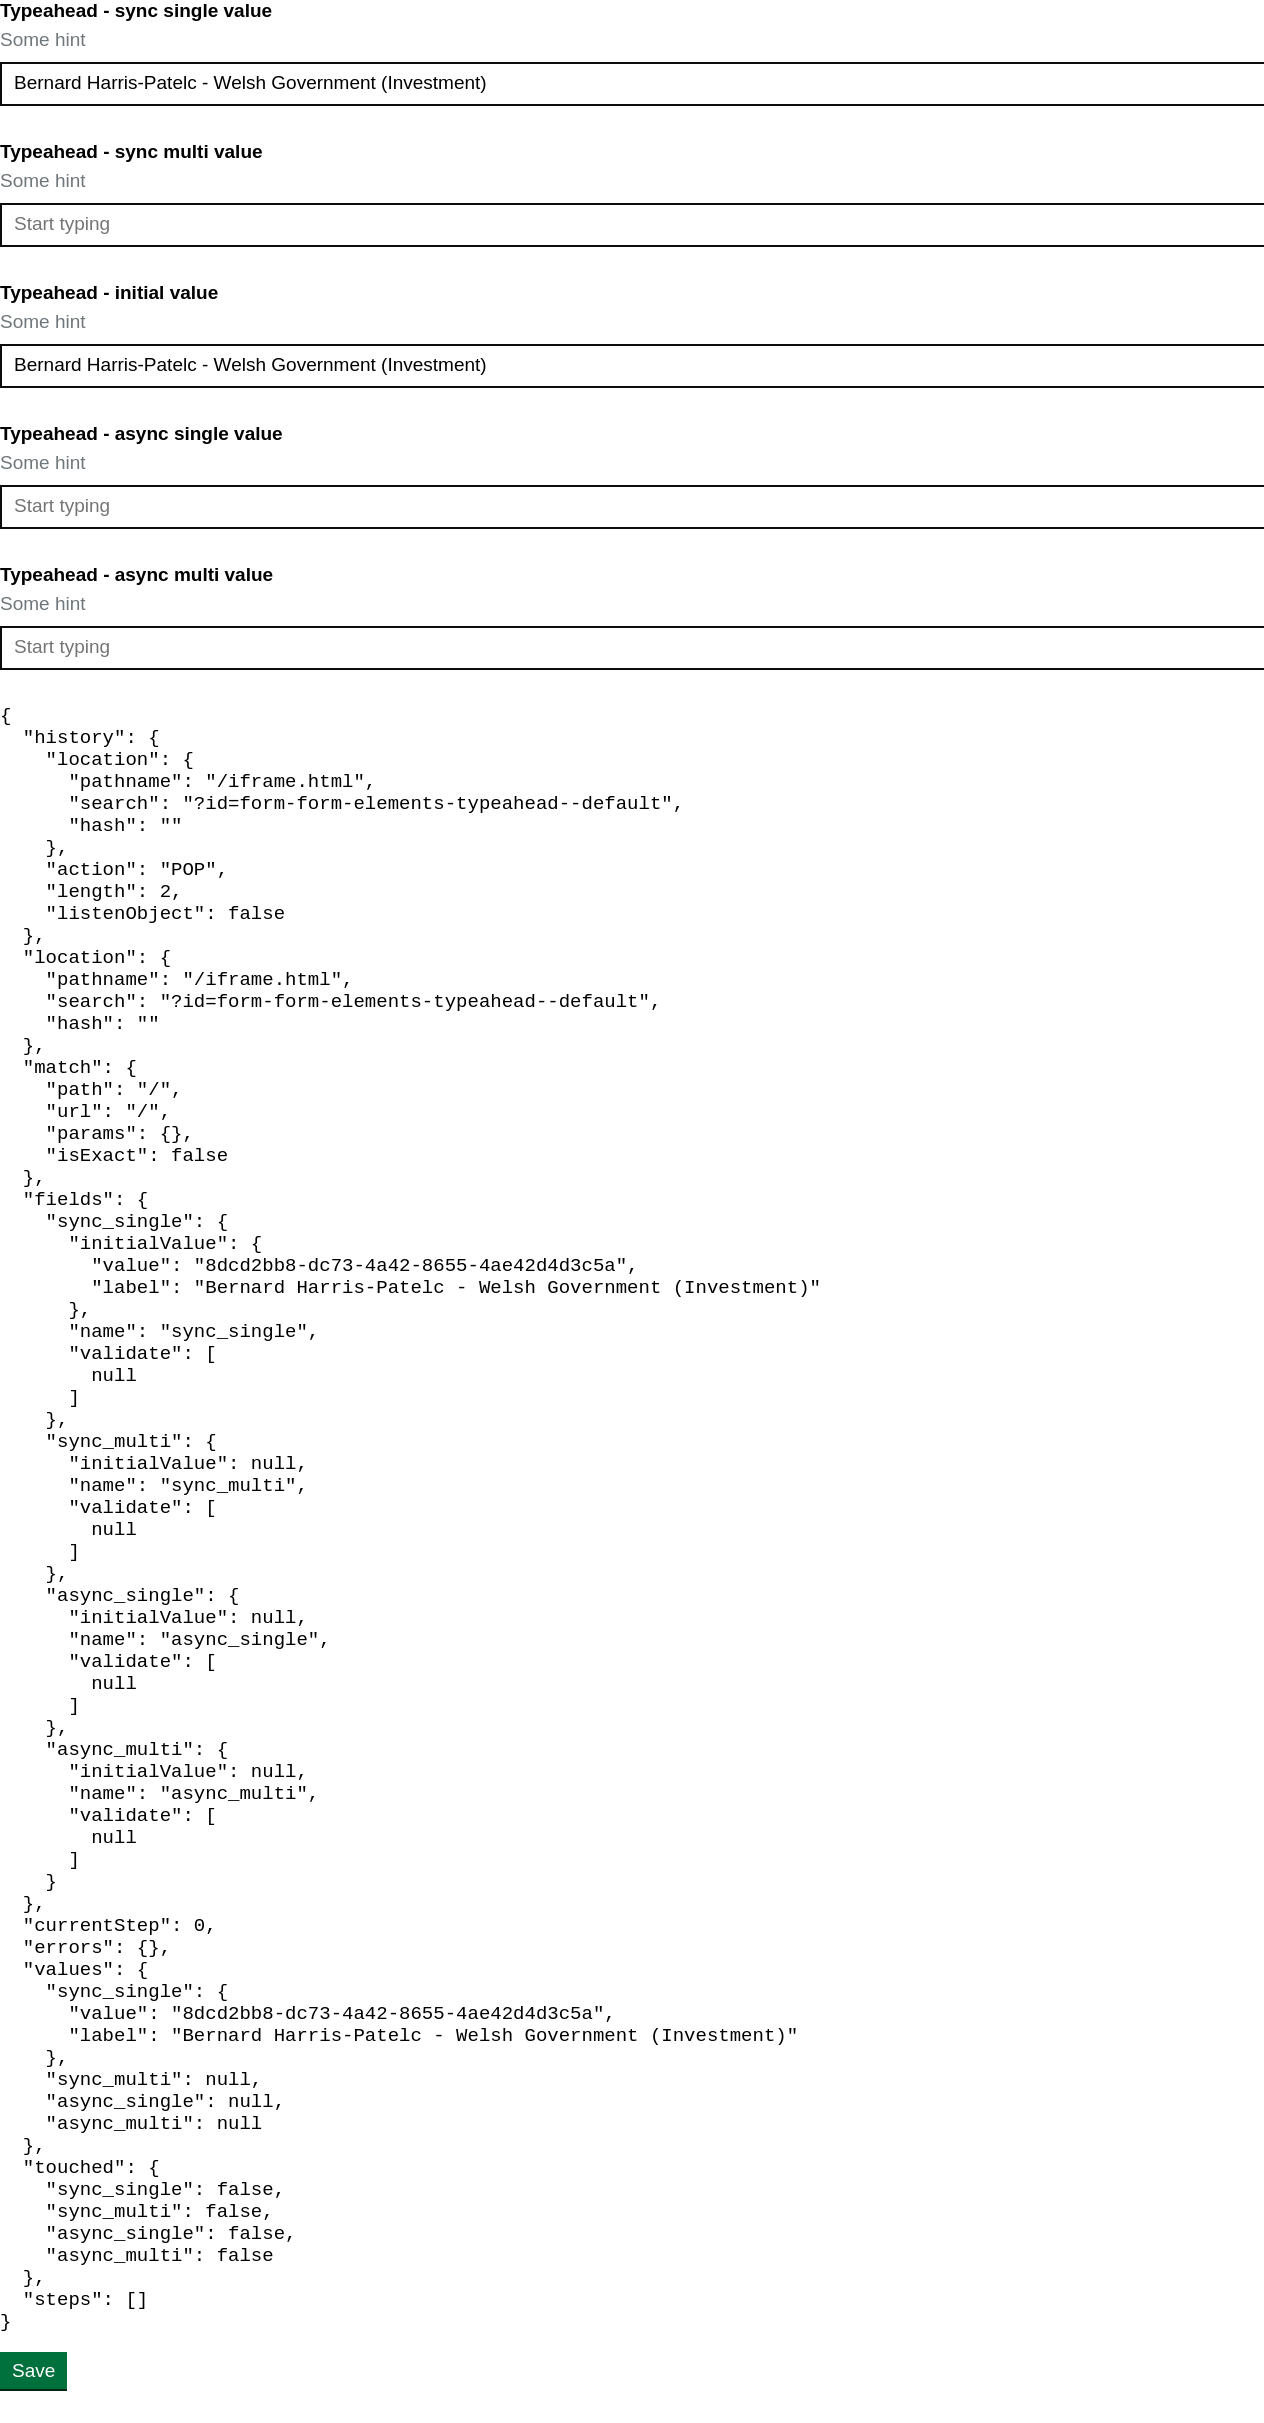 Typeahead - sync single value
Some hint
Bernard Harris-Patelc - Welsh Government (Investment)
Typeahead - sync multi value
Some hint
Start typing
Typeahead - initial value
Some hint
Bernard Harris-Patelc - Welsh Government (Investment)
Typeahead - async single value
Some hint
Start typing
Typeahead - async multi value
Some hint
Start typing
{
  "history": {
    "location": {
      "pathname": "/iframe.html",
      "search": "?id=form-form-elements-typeahead--default",
      "hash": ""
    },
    "action": "POP",
    "length": 2,
    "listenObject": false
  },
  "location": {
    "pathname": "/iframe.html",
    "search": "?id=form-form-elements-typeahead--default",
    "hash": ""
  },
  "match": {
    "path": "/",
    "url": "/",
    "params": {},
    "isExact": false
  },
  "fields": {
    "sync_single": {
      "initialValue": {
        "value": "8dcd2bb8-dc73-4a42-8655-4ae42d4d3c5a",
        "label": "Bernard Harris-Patelc - Welsh Government (Investment)"
      },
      "name": "sync_single",
      "validate": [
        null
      ]
    },
    "sync_multi": {
      "initialValue": null,
      "name": "sync_multi",
      "validate": [
        null
      ]
    },
    "async_single": {
      "initialValue": null,
      "name": "async_single",
      "validate": [
        null
      ]
    },
    "async_multi": {
      "initialValue": null,
      "name": "async_multi",
      "validate": [
        null
      ]
    }
  },
  "currentStep": 0,
  "errors": {},
  "values": {
    "sync_single": {
      "value": "8dcd2bb8-dc73-4a42-8655-4ae42d4d3c5a",
      "label": "Bernard Harris-Patelc - Welsh Government (Investment)"
    },
    "sync_multi": null,
    "async_single": null,
    "async_multi": null
  },
  "touched": {
    "sync_single": false,
    "sync_multi": false,
    "async_single": false,
    "async_multi": false
  },
  "steps": []
}
Save